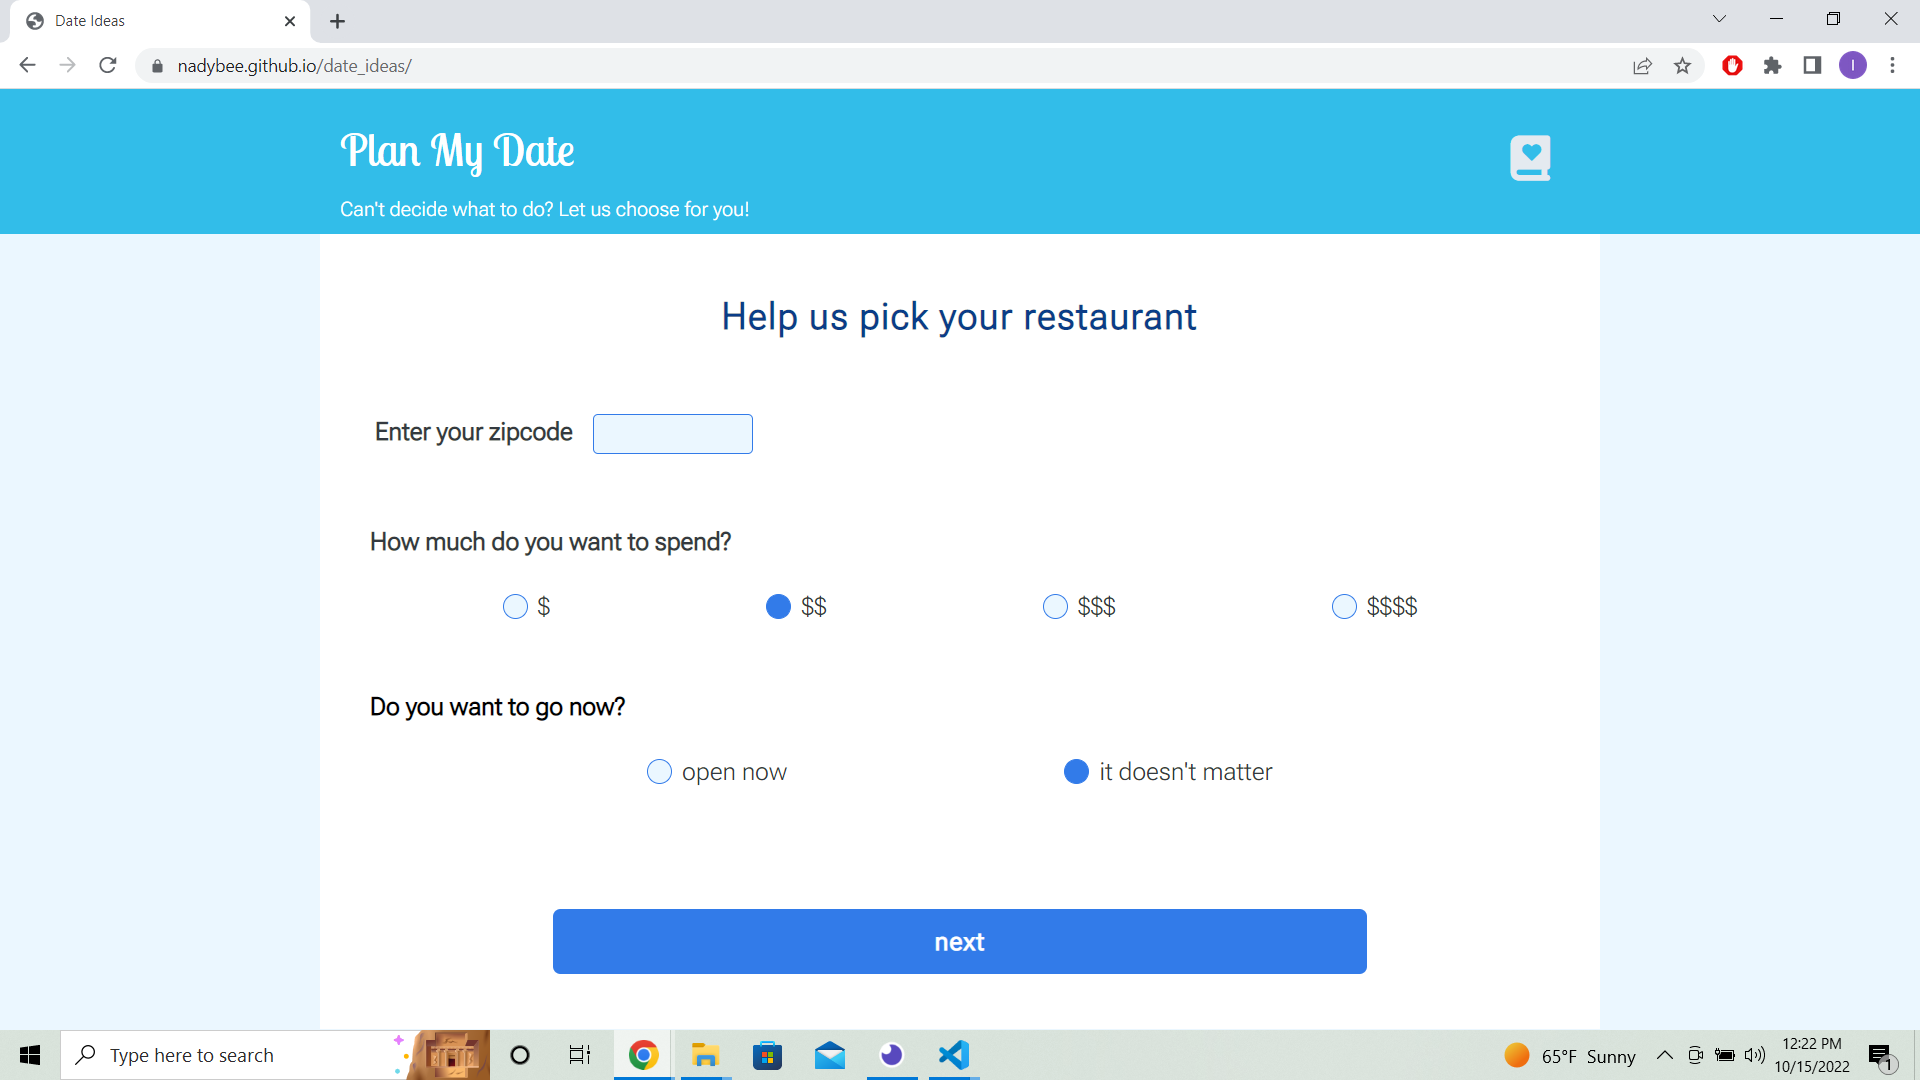 Date Ideas
nadybee.github.io/date_ideas/
I
Plan My Date
Can't decide what to do? Let us choose for you!
Help us pick your restaurant
Enter your zipcode
How much do you want to spend?
$ $$ $$$ $$$$
Do you want to go now?
open now it doesn't matter
next
Type here to search
65°F Sunny
12:22 PM
10/15/2022
1